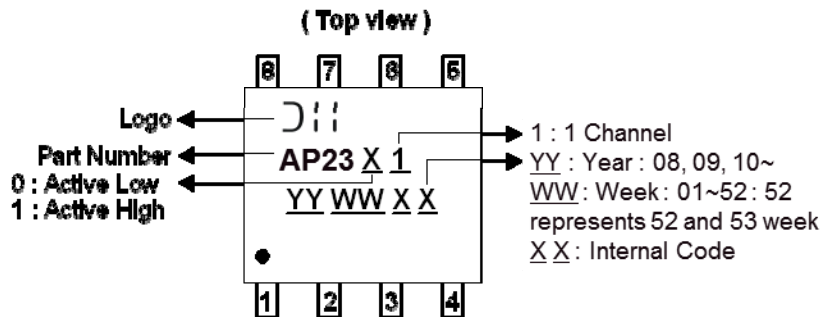 ( Top view )
8 7 6 5
Logo
Part Number
0 : Active Low
1 : Active High
AP23 X 1
YY WW X X
1 : 1 Channel
YY : Year : 08, 09, 10~
WW : Week : 01~52 : 52
represents 52 and 53 week
X X : Internal Code
1 2 3 4